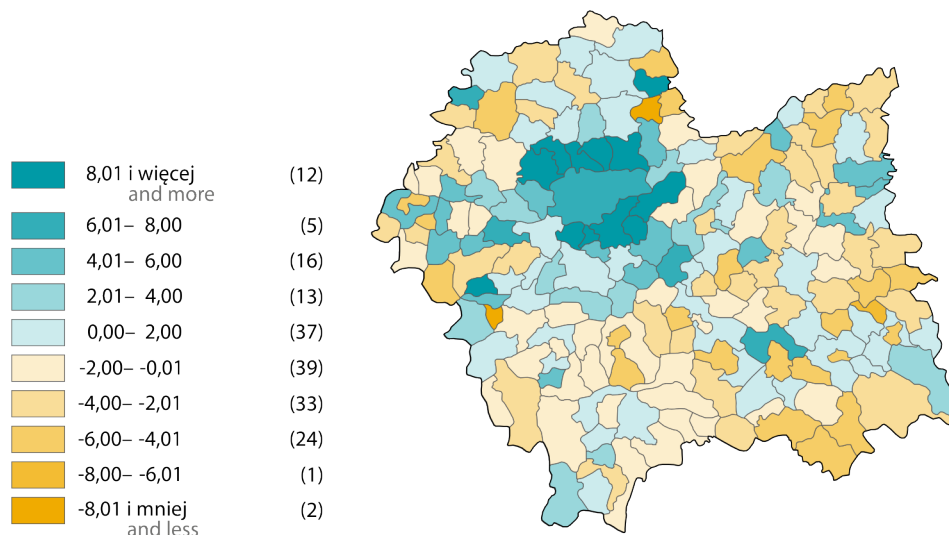 8,01 i więcej (12)
and more
6,01– 8,00 (5)
4,01– 6,00 (16)
2,01– 4,00 (13)
0,00– 2,00 (37)
-2,00– -0,01 (39)
-4,00– -2,01 (33)
-6,00– -4,01 (24)
-8,00– -6,01 (1)
-8,01 i mniej (2)
and less